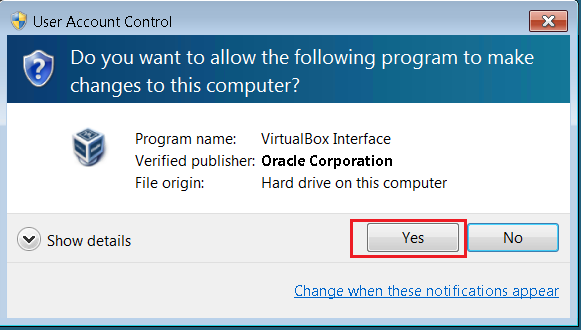 User Account Control
Do you want to allow the following program to make
changes to this computer?
Program name: VirtualBox Interface
Verified publisher: Oracle Corporation
File origin: Hard drive on this computer
Show details
Yes
No
Change when these notifications appear